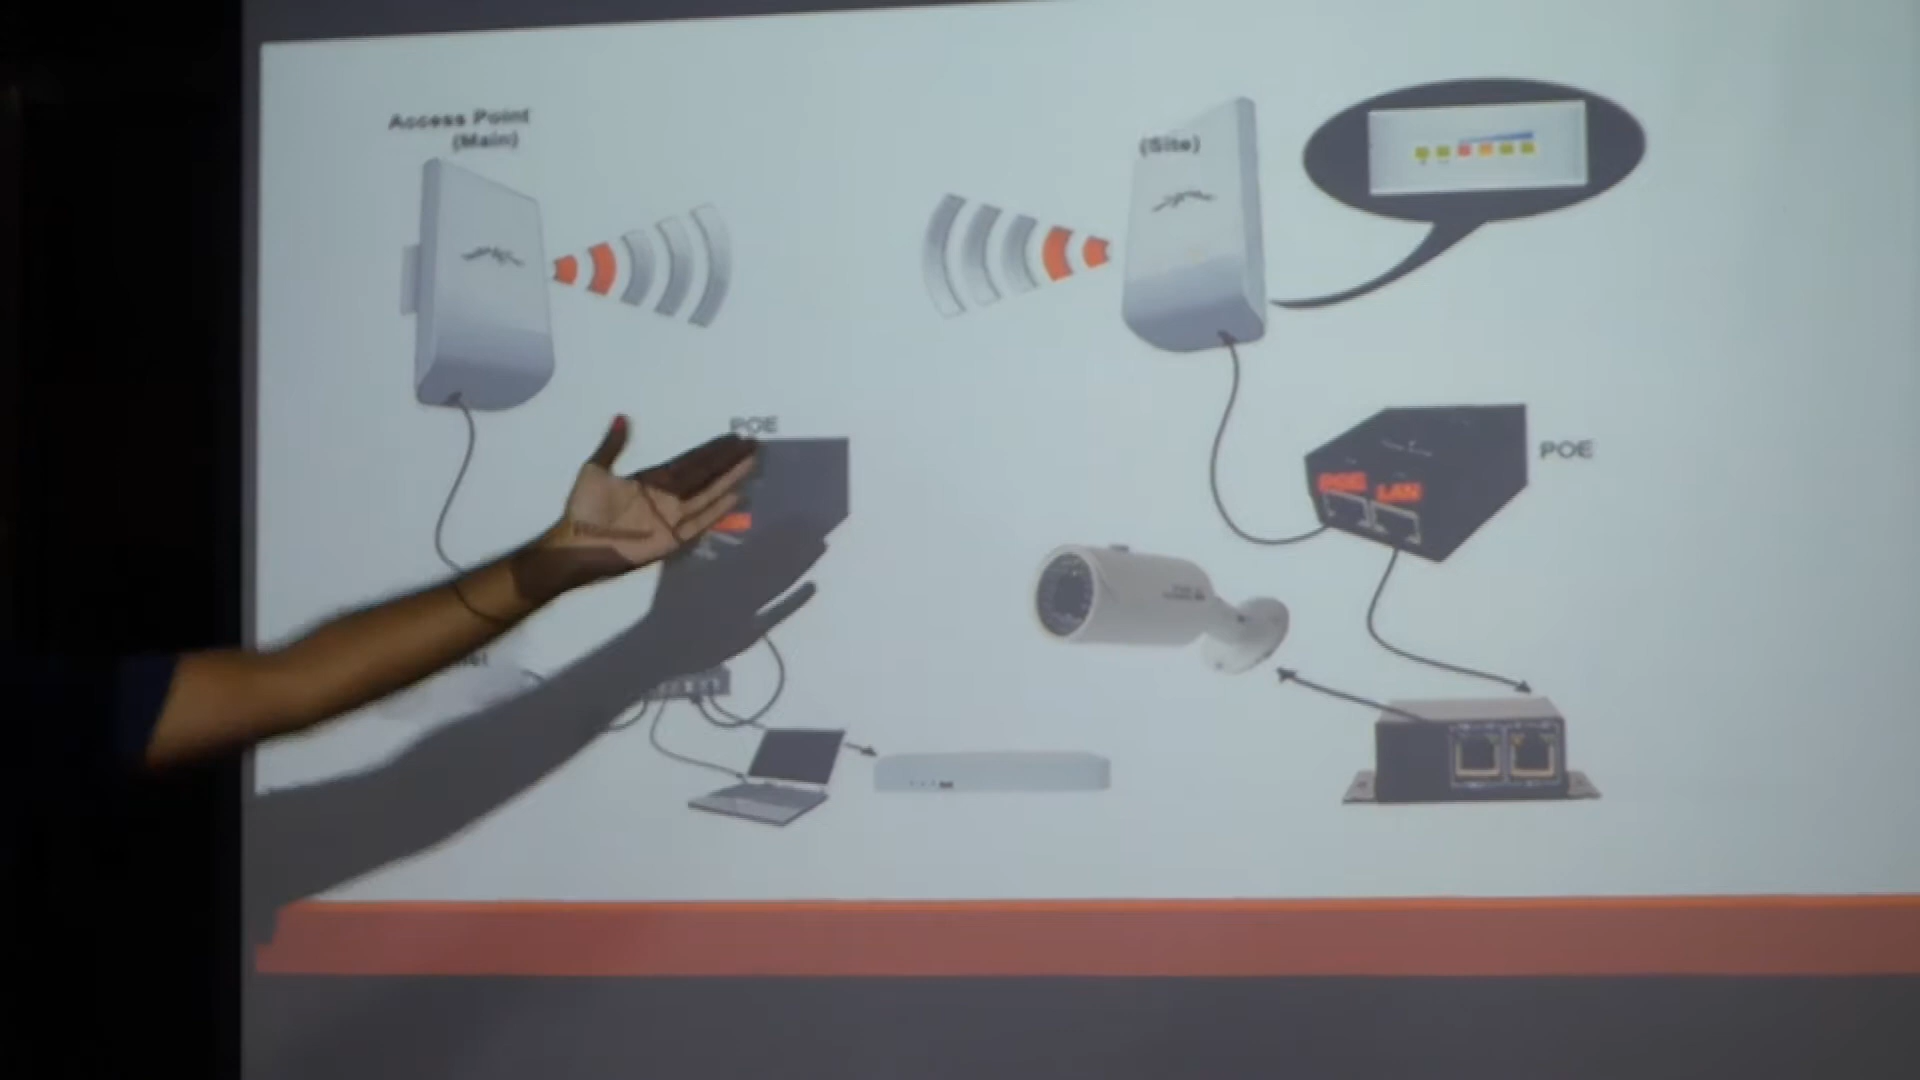 Access Point
(Main)
(Site)
POE
POE
POE LAN